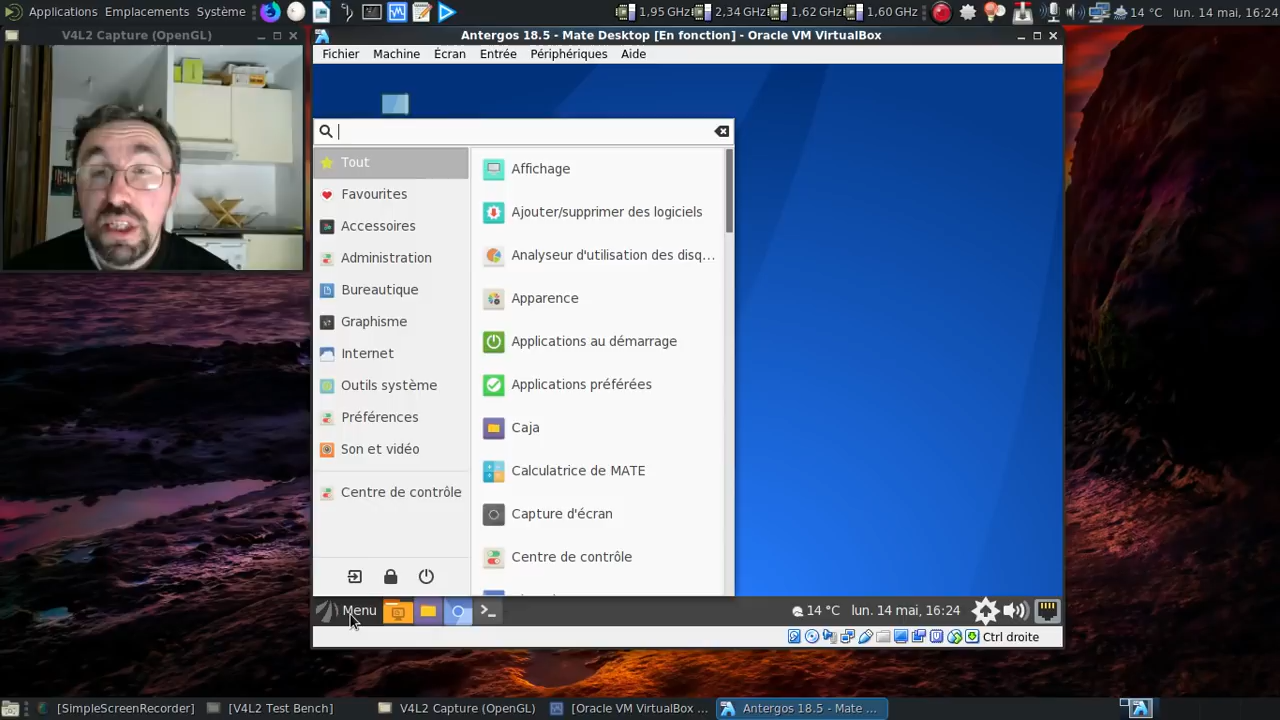 Applications Emplacements Système
1,95 GHz 2,34 GHz 1,62 GHz 1,60 GHz
14 °C lun. 14 mai, 16:24
V4L2 Capture (OpenGL)
Antergos 18.5 - Mate Desktop [En fonction] - Oracle VM VirtualBox
Fichier Machine Écran Entrée Périphériques Aide
Tout
Favourites
Accessoires
Administration
Bureautique
Graphisme
Internet
Outils système
Préférences
Son et vidéo
Centre de contrôle
Affichage
Ajouter/supprimer des logiciels
Analyseur d'utilisation des disq...
Apparence
Applications au démarrage
Applications préférées
Caja
Calculatrice de MATE
Capture d'écran
Centre de contrôle
Menu
14 °C lun. 14 mai, 16:24
Ctrl droite
[SimpleScreenRecorder] [V4L2 Test Bench] V4L2 Capture (OpenGL) [Oracle VM VirtualBox ... Antergos 18.5 - Mate ...